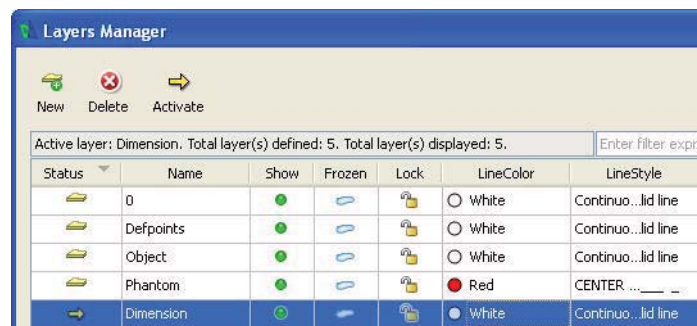 Layers Manager
New Delete Activate
Active layer: Dimension. Total layer(s) defined: 5. Total layer(s) displayed: 5. Enter filter expr
Status Name Show Frozen Lock LineColor LineStyle
0 White Continuo...lid line
Defpoints White Continuo...lid line
Object White Continuo...lid line
Phantom Red CENTER ...___ _
Dimension White Continuo...lid line